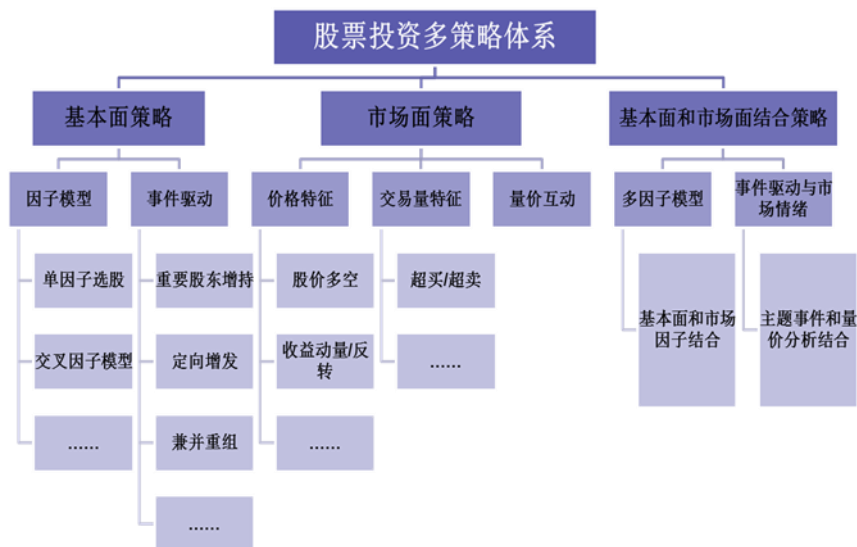 股票投资多策略体系
基本面策略
市场面策略
基本面和市场面结合策略
因子模型
事件驱动
价格特征
交易量特征
量价互动
多因子模型
事件驱动与市
场情绪
单因子选股
重要股东增持
股价多空
超买/超卖
基本面和市场
因子结合
主题事件和量
价分析结合
交叉因子模型
定向增发
收益动量/反
转
......
......
兼并重组
......
......